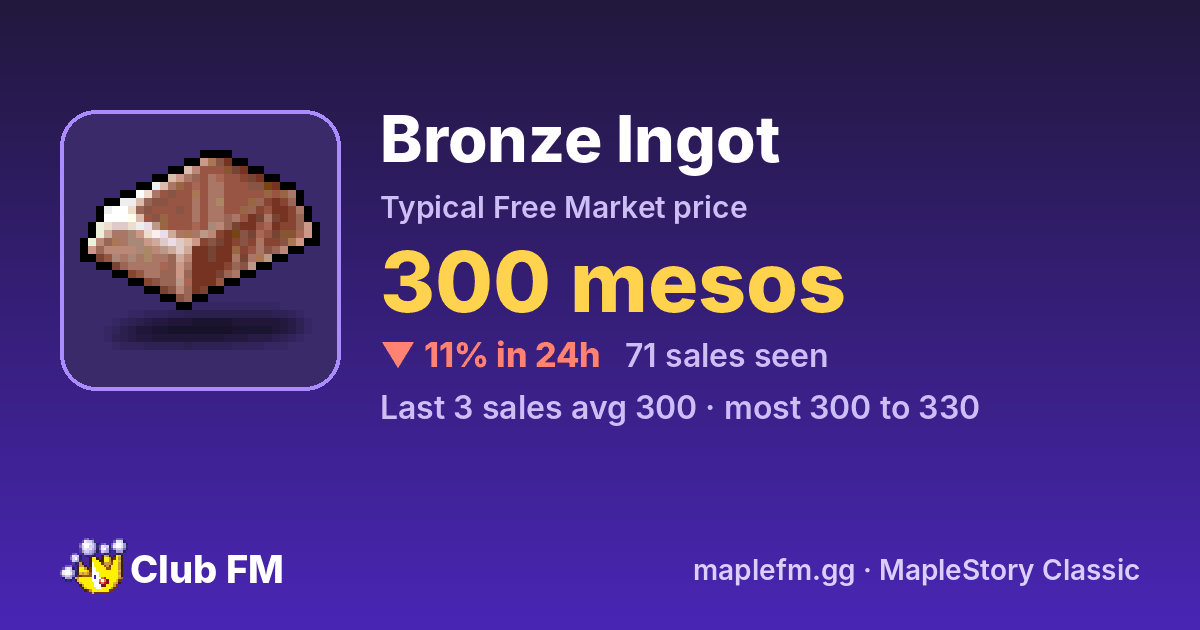 Bronze Ingot
Typical Free Market price
300 mesos
▼ 11% in 24h 71 sales seen
Last 3 sales avg 300 · most 300 to 330
Club FM
maplefm.gg · MapleStory Classic